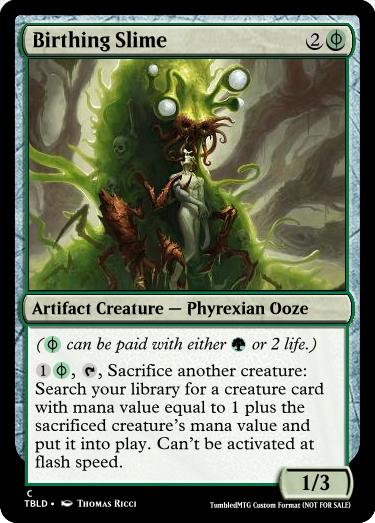 Birthing Slime 2
Artifact Creature — Phyrexian Ooze
( can be paid with either or 2 life.)
1 , , Sacrifice another creature:
Search your library for a creature card
with mana value equal to 1 plus the
sacrificed creature's mana value and
put it into play. Can't be activated at
flash speed.
1/3
C
TBLD • Thomas Ricci
TumbledMTG Custom Format (NOT FOR SALE)